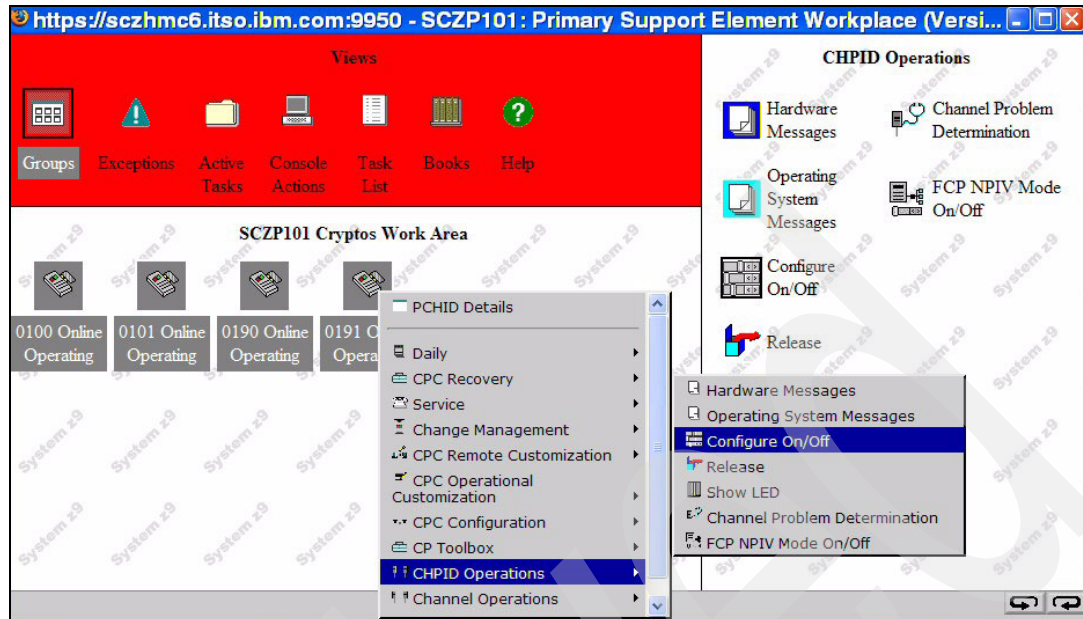 https://sczhmc6.itso.ibm.com:9950 - SCZP101: Primary Support Element Workplace (Versi...
Views
Groups
Exceptions
Active
Tasks
Console
Actions
Task
List
Books
Help
SCZP101 Cryptos Work Area
0100 Online
Operating
0101 Online
Operating
0190 Online
Operating
0191 O
Opera
PCHID Details
Daily
CPC Recovery
Service
Change Management
CPC Remote Customization
CPC Operational
Customization
CPC Configuration
CP Toolbox
CHPID Operations
Channel Operations
Hardware Messages
Operating System Messages
Configure On/Off
Release
Show LED
Channel Problem Determination
FCP NPIV Mode On/Off
CHPID Operations
Hardware
Messages
Channel Problem
Determination
Operating
System
Messages
FCP NPIV Mode
On/Off
Configure
On/Off
Release
System z9